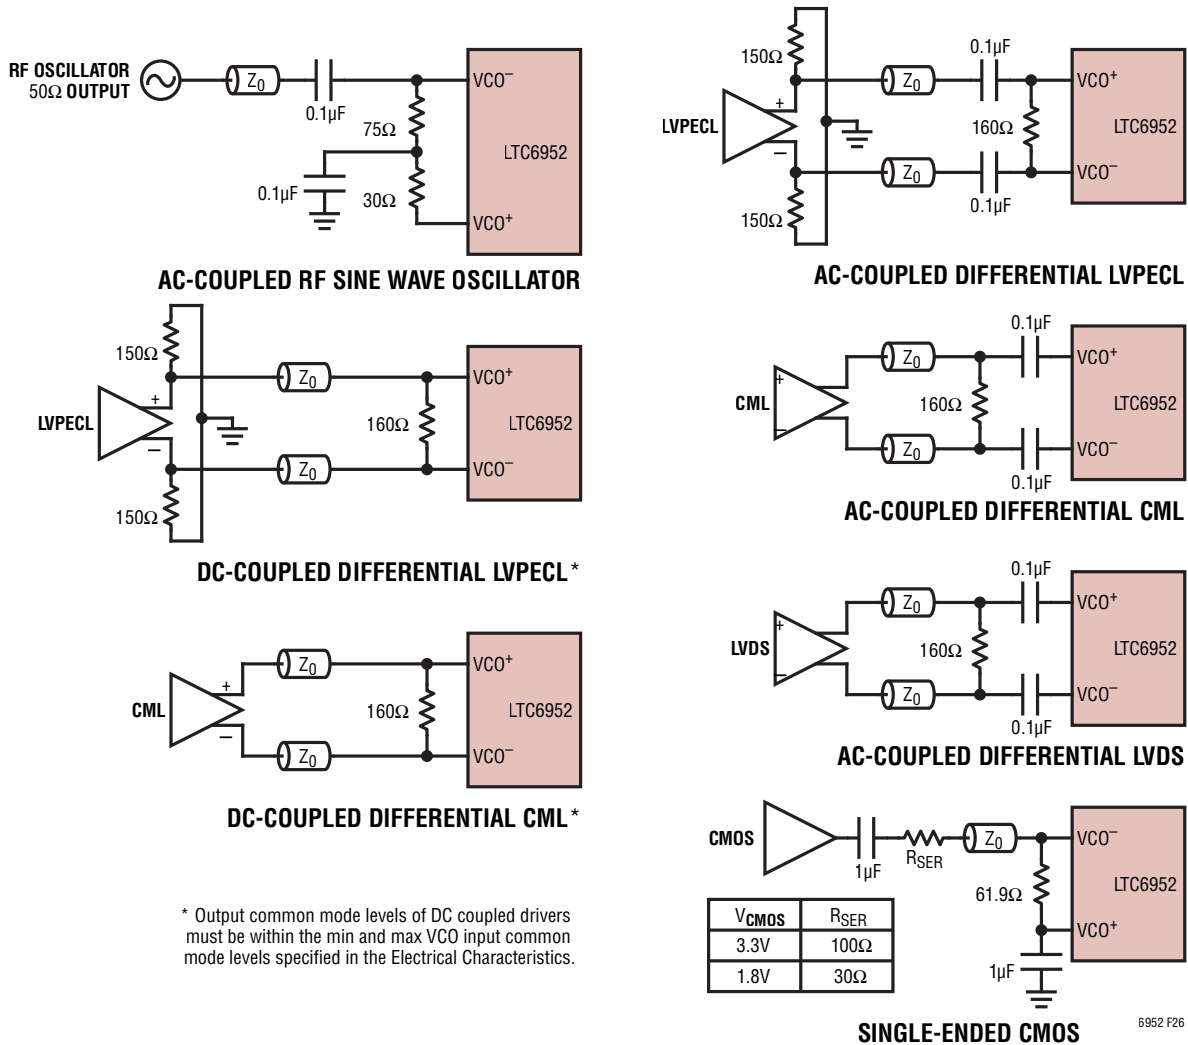 RF OSCILLATOR
50Ω OUTPUT
Z0
0.1µF
VCO–
75Ω
LTC6952
0.1µF
30Ω
VCO+
AC-COUPLED RF SINE WAVE OSCILLATOR
150Ω
+
LVPECL
–
150Ω
Z0
Z0
160Ω
VCO+
LTC6952
VCO–
DC-COUPLED DIFFERENTIAL LVPECL*
CML
+
–
Z0
Z0
160Ω
VCO+
LTC6952
VCO–
DC-COUPLED DIFFERENTIAL CML*
* Output common mode levels of DC coupled drivers
must be within the min and max VCO input common
mode levels specified in the Electrical Characteristics.
150Ω
+
LVPECL
–
150Ω
Z0
Z0
0.1µF
160Ω
0.1µF
VCO+
LTC6952
VCO–
AC-COUPLED DIFFERENTIAL LVPECL
CML
+
–
Z0
Z0
160Ω
0.1µF
0.1µF
VCO+
LTC6952
VCO–
AC-COUPLED DIFFERENTIAL CML
LVDS
+
–
Z0
Z0
160Ω
0.1µF
0.1µF
VCO+
LTC6952
VCO–
AC-COUPLED DIFFERENTIAL LVDS
CMOS
1µF
RSER
Z0
61.9Ω
1µF
VCO–
LTC6952
VCO+
VCMOS RSER
3.3V 100Ω
1.8V 30Ω
SINGLE-ENDED CMOS
6952 F26